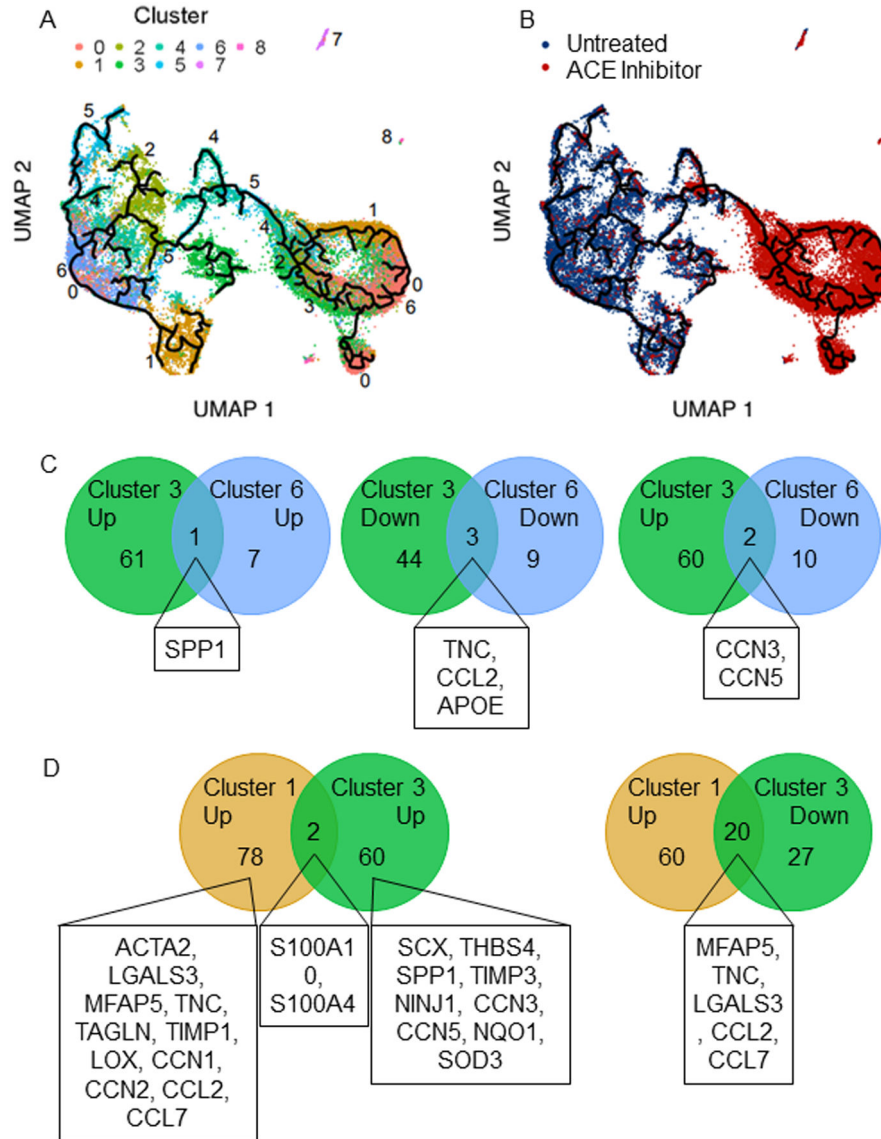 A
Cluster
0 2 4 6 8
1 3 5 7
7
5
2
4
8
5
1
4
4
5
3
2
6
0
0
3
6
1
0
UMAP 2
UMAP 1
B
Untreated
ACE Inhibitor
UMAP 2
UMAP 1
C
Cluster 3
Up
61
1
Cluster 6
Up
7
SPP1
Cluster 3
Down
44
3
Cluster 6
Down
9
TNC,
CCL2,
APOE
Cluster 3
Up
60
2
Cluster 6
Down
10
CCN3,
CCN5
D
Cluster 1
Up
78
2
Cluster 3
Up
60
ACTA2,
LGALS3,
MFAP5, TNC,
TAGLN, TIMP1,
LOX, CCN1,
CCN2, CCL2,
CCL7
S100A1
0,
S100A4
SCX, THBS4,
SPP1, TIMP3,
NINJ1, CCN3,
CCN5, NQO1,
SOD3
Cluster 1
Up
60
20
Cluster 3
Down
27
MFAP5,
TNC,
LGALS3
, CCL2,
CCL7